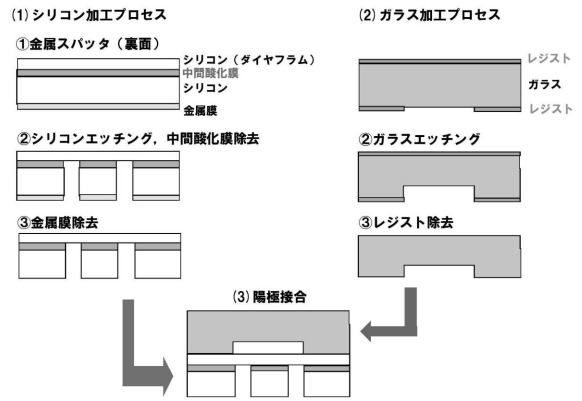 (1) シリコン加工プロセス
①金属スパッタ（裏面）
シリコン（ダイヤフラム）
中間酸化膜
シリコン
金属膜
②シリコンエッチング，中間酸化膜除去
③金属膜除去
(2) ガラス加工プロセス
レジスト
ガラス
レジスト
②ガラスエッチング
③レジスト除去
(3) 陽極接合